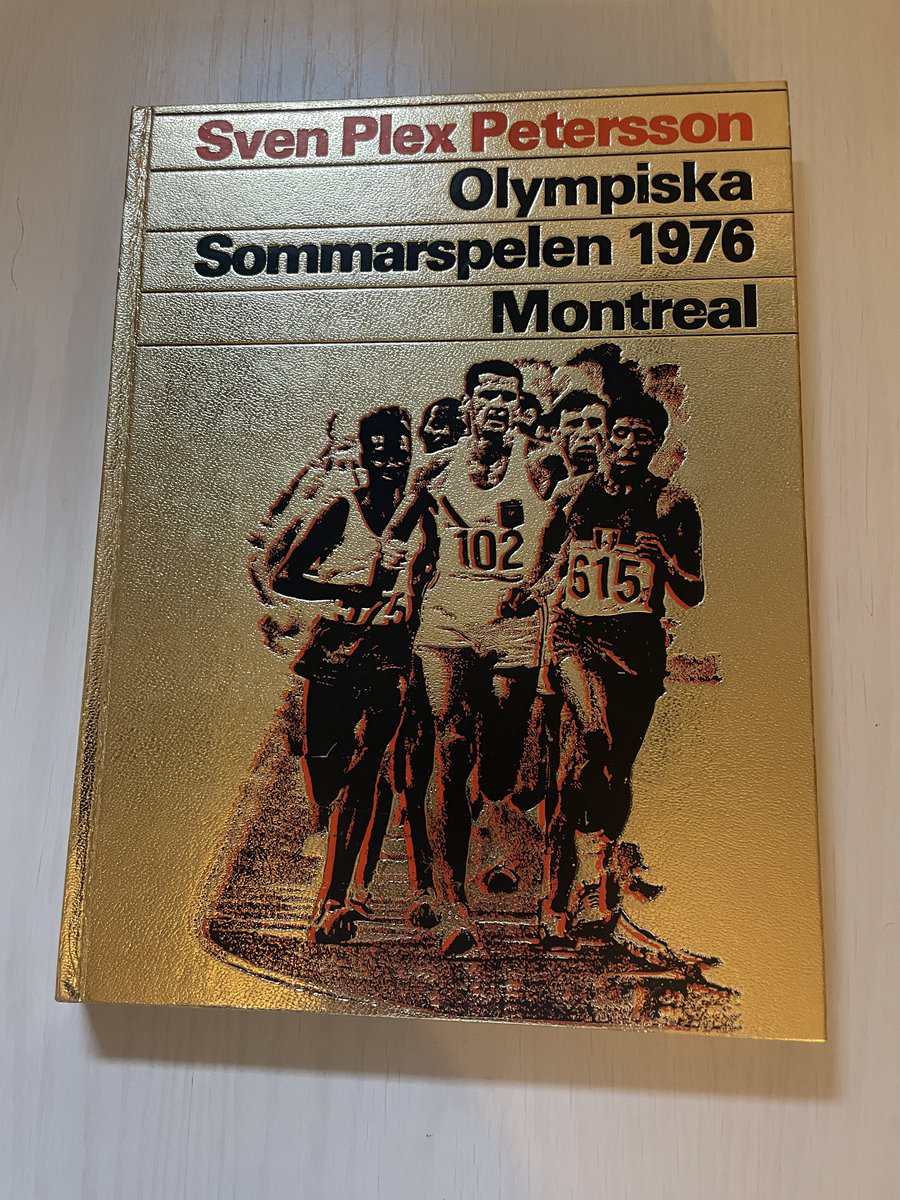 Sven Plex Petersson
Olympiska
Sommarspelen 1976
Montreal
102
615